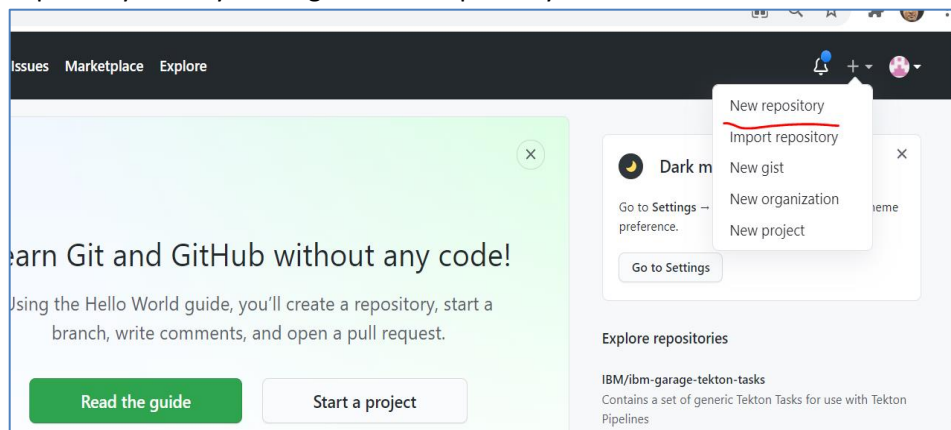 Issues Marketplace Explore
New repository
Import repository
New gist
New organization
New project
Dark m
Go to Settings → eme
preference.
Go to Settings
earn Git and GitHub without any code!
Using the Hello World guide, you'll create a repository, start a
branch, write comments, and open a pull request.
Read the guide
Start a project
Explore repositories
IBM/ibm-garage-tekton-tasks
Contains a set of generic Tekton Tasks for use with Tekton
Pipelines